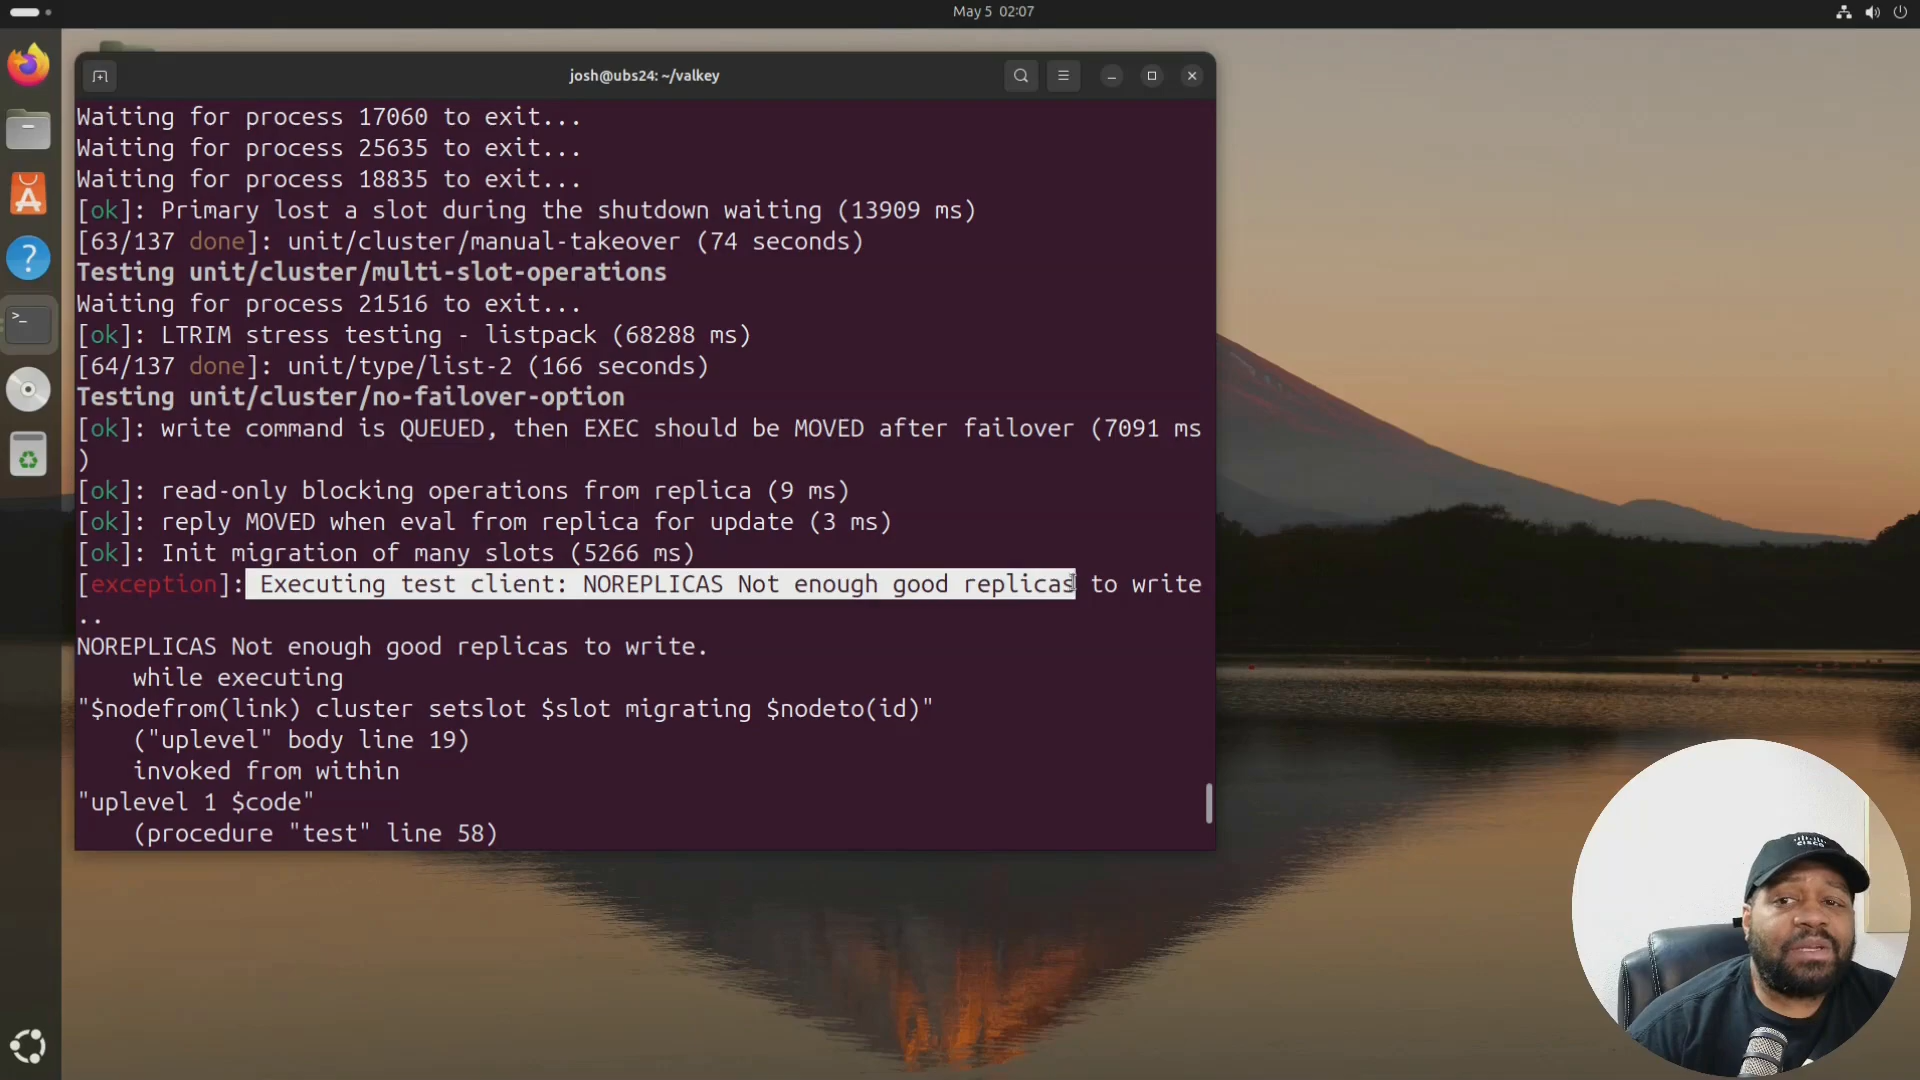 May 5 02:07
josh@ubs24: ~/valkey
Waiting for process 17060 to exit...
Waiting for process 25635 to exit...
Waiting for process 18835 to exit...
[ok]: Primary lost a slot during the shutdown waiting (13909 ms)
[63/137 done]: unit/cluster/manual-takeover (74 seconds)
Testing unit/cluster/multi-slot-operations
Waiting for process 21516 to exit...
[ok]: LTRIM stress testing - listpack (68288 ms)
[64/137 done]: unit/type/list-2 (166 seconds)
Testing unit/cluster/no-failover-option
[ok]: write command is QUEUED, then EXEC should be MOVED after failover (7091 ms
)
[ok]: read-only blocking operations from replica (9 ms)
[ok]: reply MOVED when eval from replica for update (3 ms)
[ok]: Init migration of many slots (5266 ms)
[exception]: Executing test client: NOREPLICAS Not enough good replicas to write
..
NOREPLICAS Not enough good replicas to write.
while executing
"$nodefrom(link) cluster setslot $slot migrating $nodeto(id)"
("uplevel" body line 19)
invoked from within
"uplevel 1 $code"
(procedure "test" line 58)
CISCO